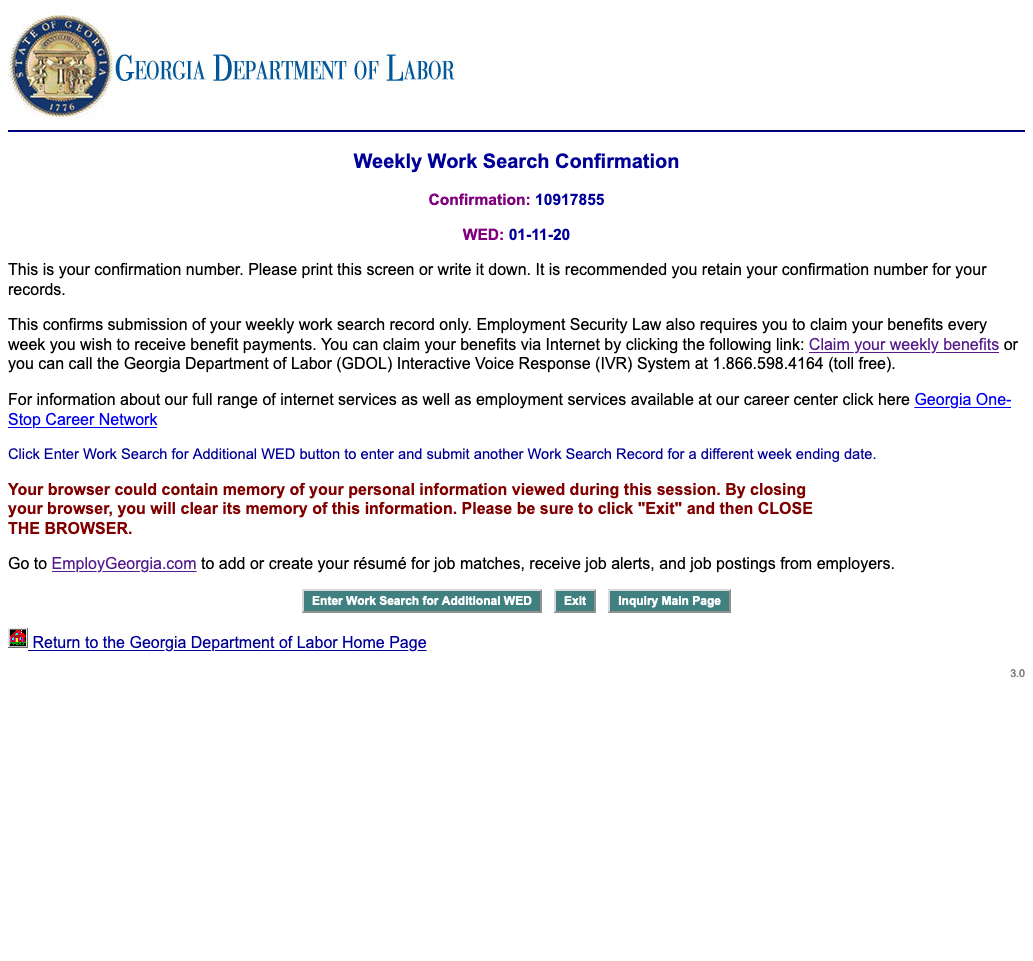 STATE OF GEORGIA
1776
GEORGIA DEPARTMENT OF LABOR
Weekly Work Search Confirmation
Confirmation: 10917855
WED: 01-11-20
This is your confirmation number. Please print this screen or write it down. It is recommended you retain your confirmation number for your
records.
This confirms submission of your weekly work search record only. Employment Security Law also requires you to claim your benefits every
week you wish to receive benefit payments. You can claim your benefits via Internet by clicking the following link: Claim your weekly benefits or
you can call the Georgia Department of Labor (GDOL) Interactive Voice Response (IVR) System at 1.866.598.4164 (toll free).
For information about our full range of internet services as well as employment services available at our career center click here Georgia One-
Stop Career Network
Click Enter Work Search for Additional WED button to enter and submit another Work Search Record for a different week ending date.
Your browser could contain memory of your personal information viewed during this session. By closing
your browser, you will clear its memory of this information. Please be sure to click "Exit" and then CLOSE
THE BROWSER.
Go to EmployGeorgia.com to add or create your résumé for job matches, receive job alerts, and job postings from employers.
Enter Work Search for Additional WED Exit Inquiry Main Page
Return to the Georgia Department of Labor Home Page
3.0